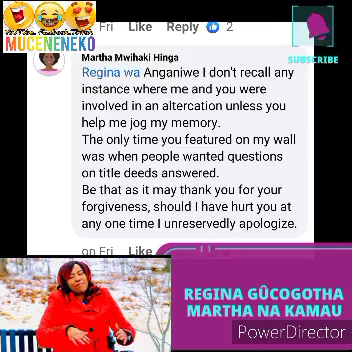 Fri Like Reply 2
MUCENENEKO
SUBSCRIBE
Martha Mwihaki Hinga
Regina wa Anganiwe I don't recall any
instance where me and you were
involved in an altercation unless you
help me jog my memory.
The only time you featured on my wall
was when people wanted questions
on title deeds answered.
Be that as it may thank you for your
forgiveness, should I have hurt you at
any one time I unreservedly apologize.
on Fri Like
REGINA GŪCOGOTHA
MARTHA NA KAMAU
PowerDirector